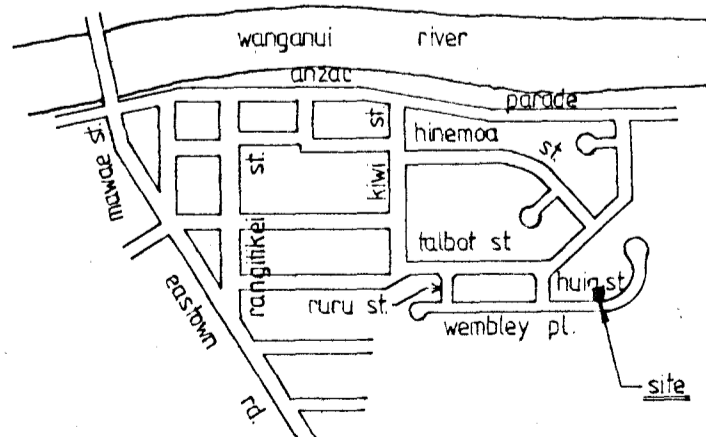 wanganui river
anzac
parade
hinemoa
st.
st.
kiwi
st
mawae st.
rangitikei
talbot st
huia st
ruru st.
wembley pl.
eastown
rd.
site